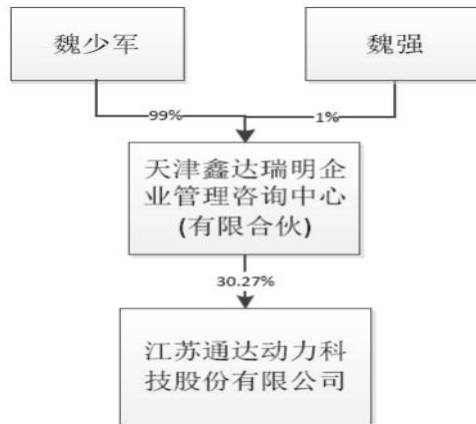 魏少军
魏强
99%
1%
天津鑫达瑞明企
业管理咨询中心
(有限合伙)
30.27%
江苏通达动力科
技股份有限公司